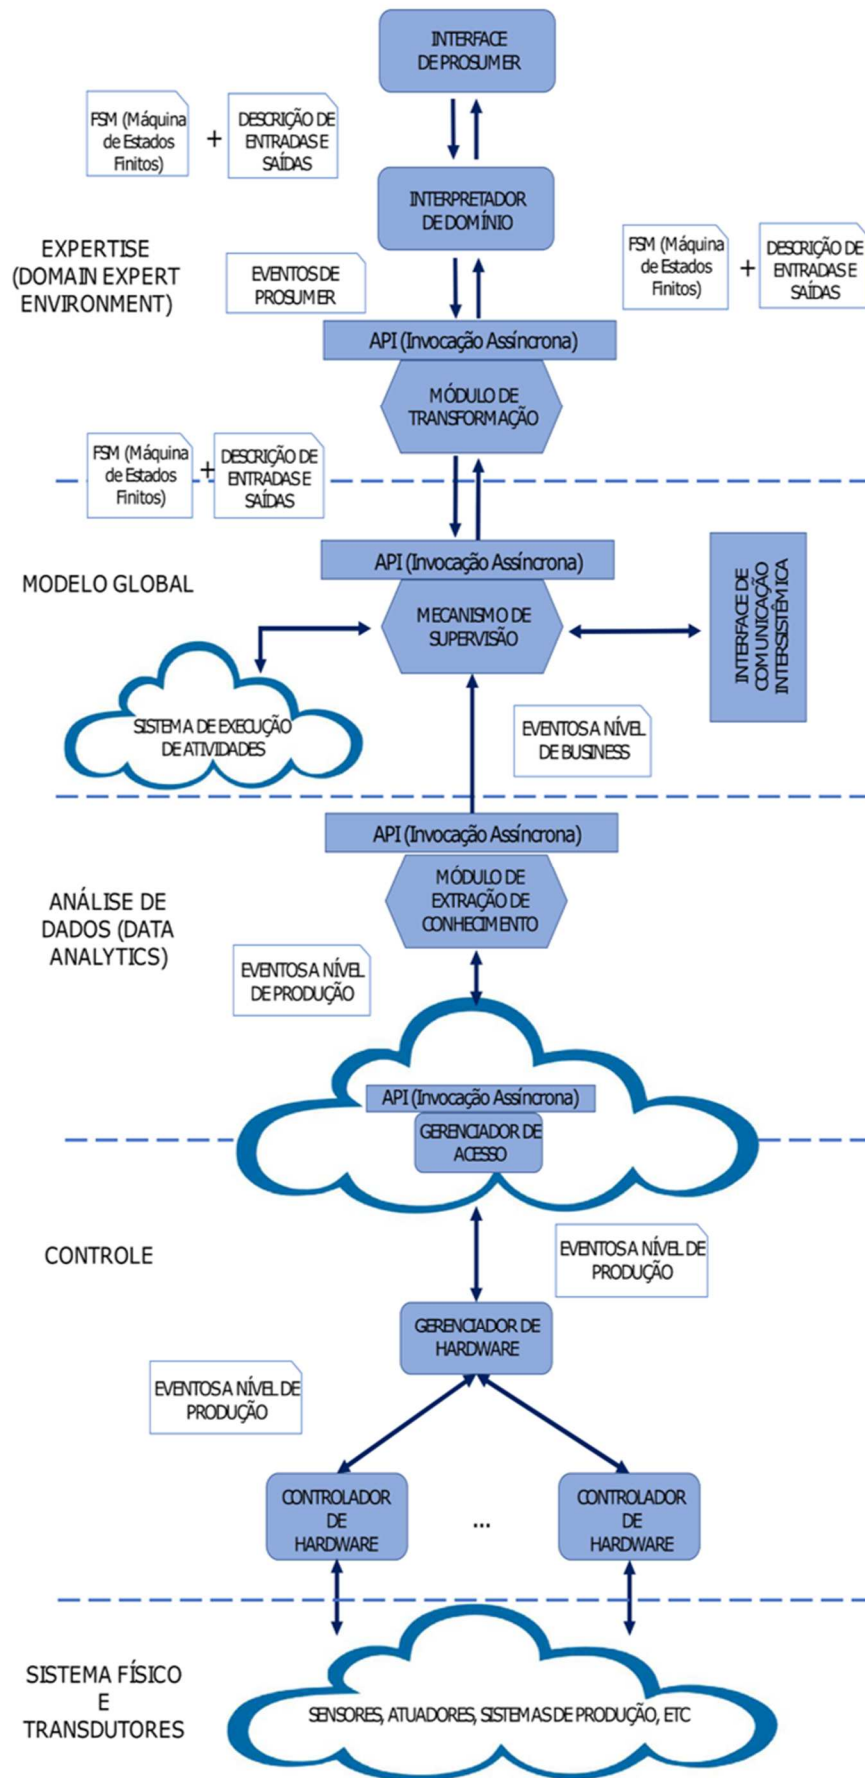 INTERFACE
DE PROSUMER
FSM (Máquina
de Estados
Finitos)
+
DESCRIÇÃO DE
ENTRADAS E
SAÍDAS
INTERPRETADOR
DE DOMÍNIO
EXPERTISE
(DOMAIN EXPERT
ENVIRONMENT)
EVENTOS DE
PROSUMER
FSM (Máquina
de Estados
Finitos)
+
DESCRIÇÃO DE
ENTRADAS E
SAÍDAS
API (Invocação Assíncrona)
MÓDULO DE
TRANSFORMAÇÃO
FSM (Máquina
de Estados
Finitos)
+
DESCRIÇÃO DE
ENTRADAS E
SAÍDAS
API (Invocação Assíncrona)
MODELO GLOBAL
MECANISMO DE
SUPERVISÃO
INTERFACE DE
COMUNICAÇÃO
INTERSISTÊMICA
SISTEMA DE EXECUÇÃO
DE ATIVIDADES
EVENTOS A NÍVEL
DE BUSINESS
API (Invocação Assíncrona)
MÓDULO DE
EXTRAÇÃO DE
CONHECIMENTO
ANÁLISE DE
DADOS (DATA
ANALYTICS)
EVENTOS A NÍVEL
DE PRODUÇÃO
API (Invocação Assíncrona)
GERENCIADOR DE
ACESSO
CONTROLE
EVENTOS A NÍVEL DE
PRODUÇÃO
GERENCIADOR DE
HARDWARE
EVENTOS A NÍVEL DE
PRODUÇÃO
CONTROLADOR
DE
HARDWARE
...
CONTROLADOR
DE
HARDWARE
SISTEMA FÍSICO
E
TRANSDUTORES
SENSORES, ATUADORES, SISTEMAS DE PRODUÇÃO, ETC